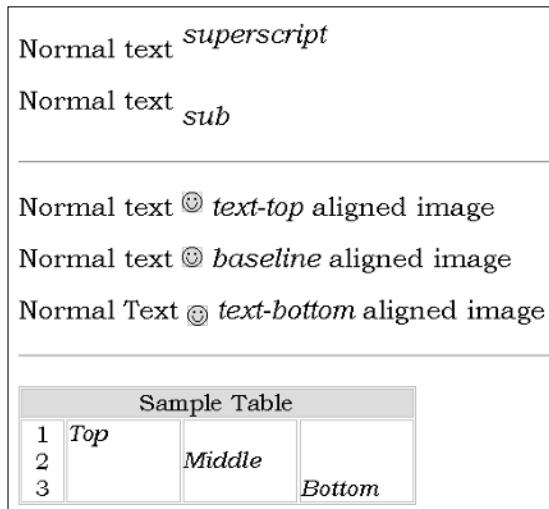 Normal text superscript
Normal text sub
Normal text text-top aligned image
Normal text baseline aligned image
Normal Text text-bottom aligned image
Sample Table
1 Top
2 Middle
3 Bottom